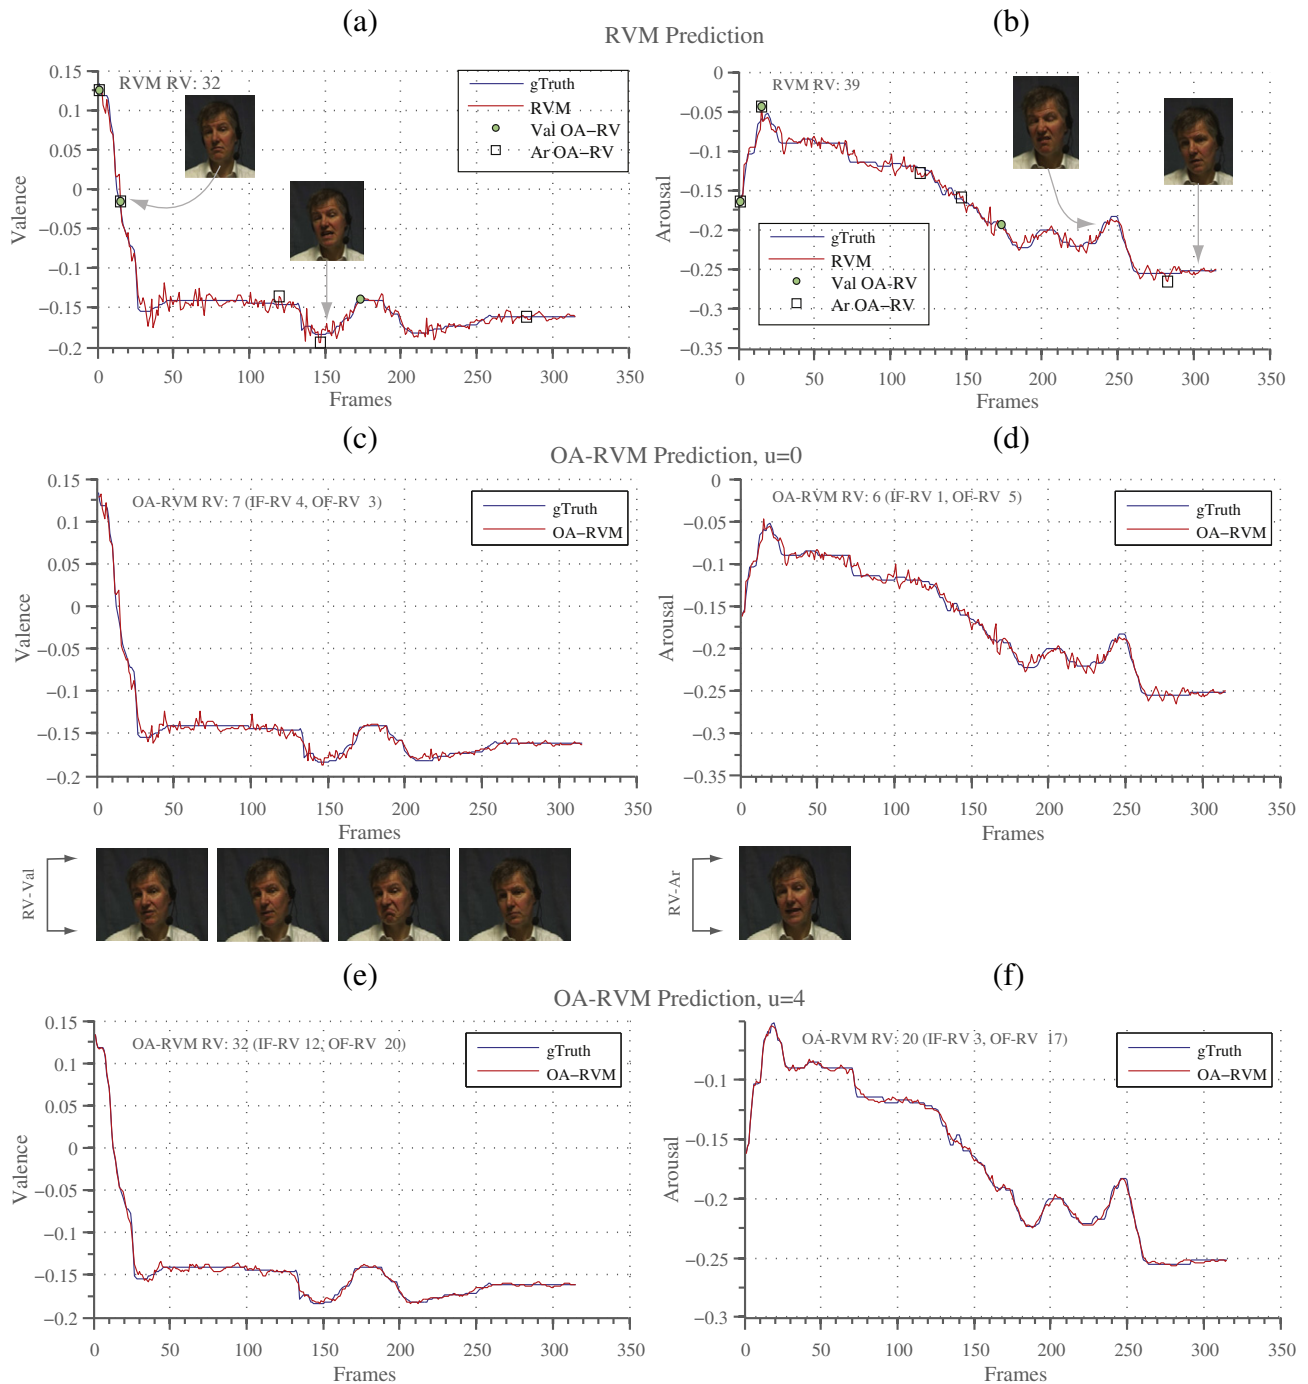 (a)
(b)
RVM Prediction
RVM RV: 32
gTruth
RVM
Val OA−RV
Ar OA−RV
0.15
0.1
0.05
0
−0.05
−0.1
−0.15
−0.2
Valence
0 50 100 150 200 250 300 350
Frames
RVM RV: 39
gTruth
RVM
Val OA-RV
Ar OA−RV
0
−0.05
−0.1
−0.15
−0.2
−0.25
−0.3
−0.35
Arousal
0 50 100 150 200 250 300 350
Frames
(c)
(d)
OA-RVM Prediction, u=0
OA-RVM RV: 7 (IF-RV 4, OF-RV 3)
gTruth
OA−RVM
0.15
0.1
0.05
0
−0.05
−0.1
−0.15
−0.2
Valence
0 50 100 150 200 250 300 350
Frames
OA-RVM RV: 6 (IF-RV 1, OF-RV 5)
gTruth
OA−RVM
0
−0.05
−0.1
−0.15
−0.2
−0.25
−0.3
−0.35
Arousal
0 50 100 150 200 250 300 350
Frames
RV-Val
RV-Ar
(e)
(f)
OA-RVM Prediction, u=4
OA-RVM RV: 32 (IF-RV 12, OF-RV 20)
gTruth
OA−RVM
0.15
0.1
0.05
0
−0.05
−0.1
−0.15
−0.2
Valence
0 50 100 150 200 250 300 350
Frames
OA-RVM RV: 20 (IF-RV 3, OF-RV 17)
gTruth
OA−RVM
−0.1
−0.15
−0.2
−0.25
−0.3
Arousal
0 50 100 150 200 250 300 350
Frames